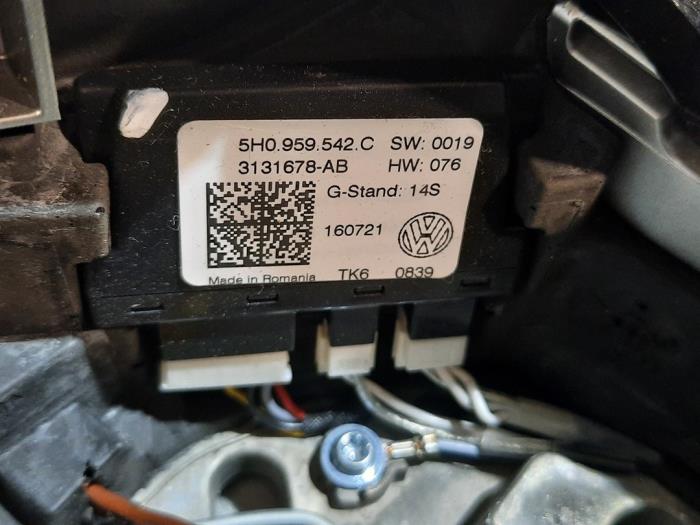 5H0.959.542.C SW: 0019
3131678-AB HW: 076
G-Stand: 14S
160721
Made in Romania TK6 0839